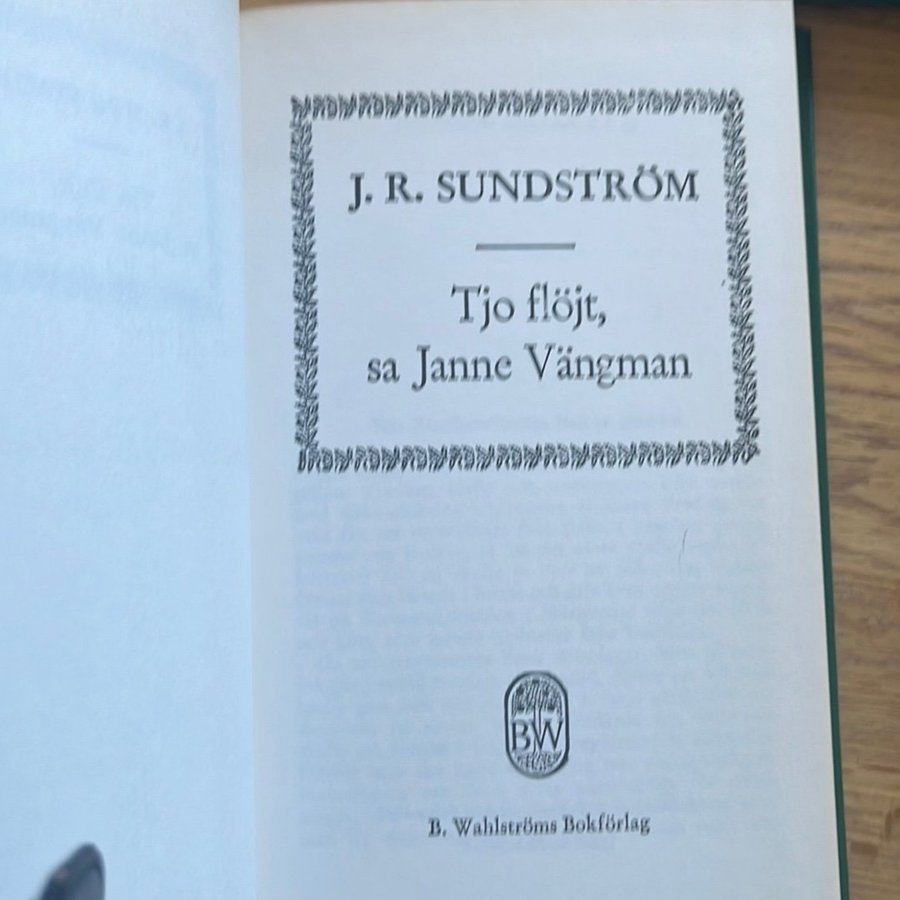 J. R. SUNDSTRÖM
Tjo flöjt,
sa Janne Vängman
BW
B. Wahlströms Bokförlag